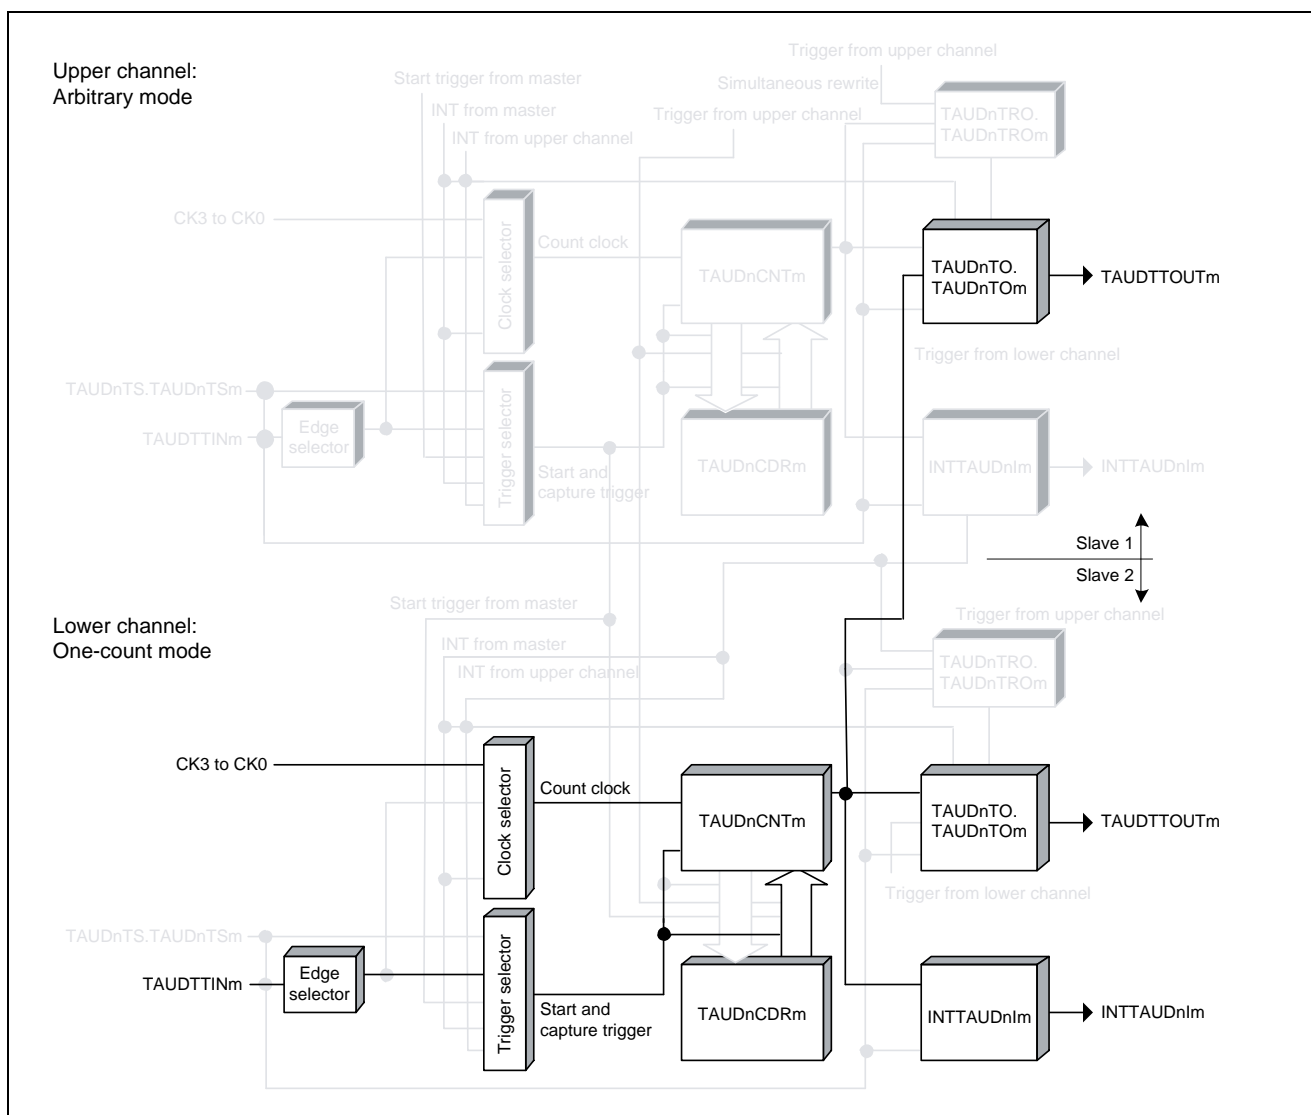 Upper channel:
Arbitrary mode
Trigger from upper channel
Start trigger from master
Simultaneous rewrite
INT from master
Trigger from upper channel
INT from upper channel
TAUDnTRO.
TAUDnTROm
CK3 to CK0
Clock selector
Count clock
TAUDnCNTm
TAUDnTO.
TAUDnTOm
TAUDTTOUTm
Trigger from lower channel
TAUDnTS.TAUDnTSm
TAUDTTINm
Edge
selector
Trigger selector
Start and
capture trigger
TAUDnCDRm
INTTAUDnIm
INTTAUDnIm
Slave 1
Slave 2
Lower channel:
One-count mode
Start trigger from master
INT from master
INT from upper channel
Trigger from upper channel
TAUDnTRO.
TAUDnTROm
CK3 to CK0
Clock selector
Count clock
TAUDnCNTm
TAUDnTO.
TAUDnTOm
TAUDTTOUTm
Trigger from lower channel
TAUDnTS.TAUDnTSm
TAUDTTINm
Edge
selector
Trigger selector
Start and
capture trigger
TAUDnCDRm
INTTAUDnIm
INTTAUDnIm